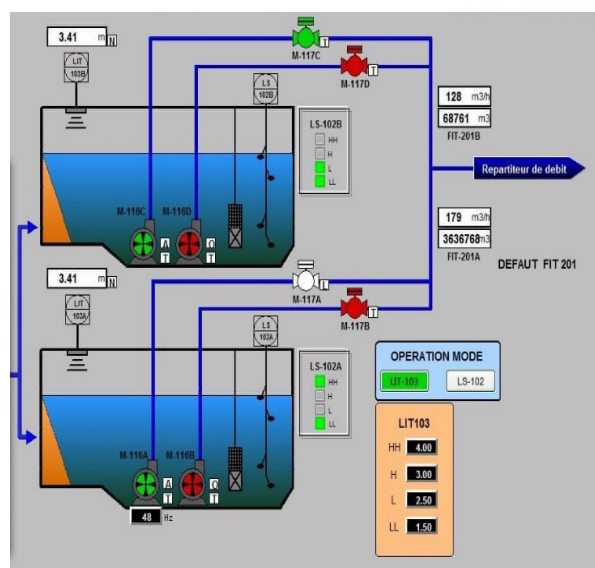 3.41 m N
LIT
103B
M-117C
T
M-117D
T
LS
102B
LS-102B
HH
H
L
LL
128 m3/h
68761 m3
FIT-201B
Repartiteur de debit
M-116C
M-116D
A
T
O
T
179 m3/h
3636768 m3
FIT-201A
DEFAUT FIT 201
3.41 m N
LIT
103A
M-117A
L
M-117B
T
LS
102A
LS-102A
HH
H
L
LL
OPERATION MODE
LIT-103
LS-102
LIT103
HH 4.00
H 3.00
L 2.50
LL 1.50
M-116A
M-116B
A
T
O
T
48 Hz